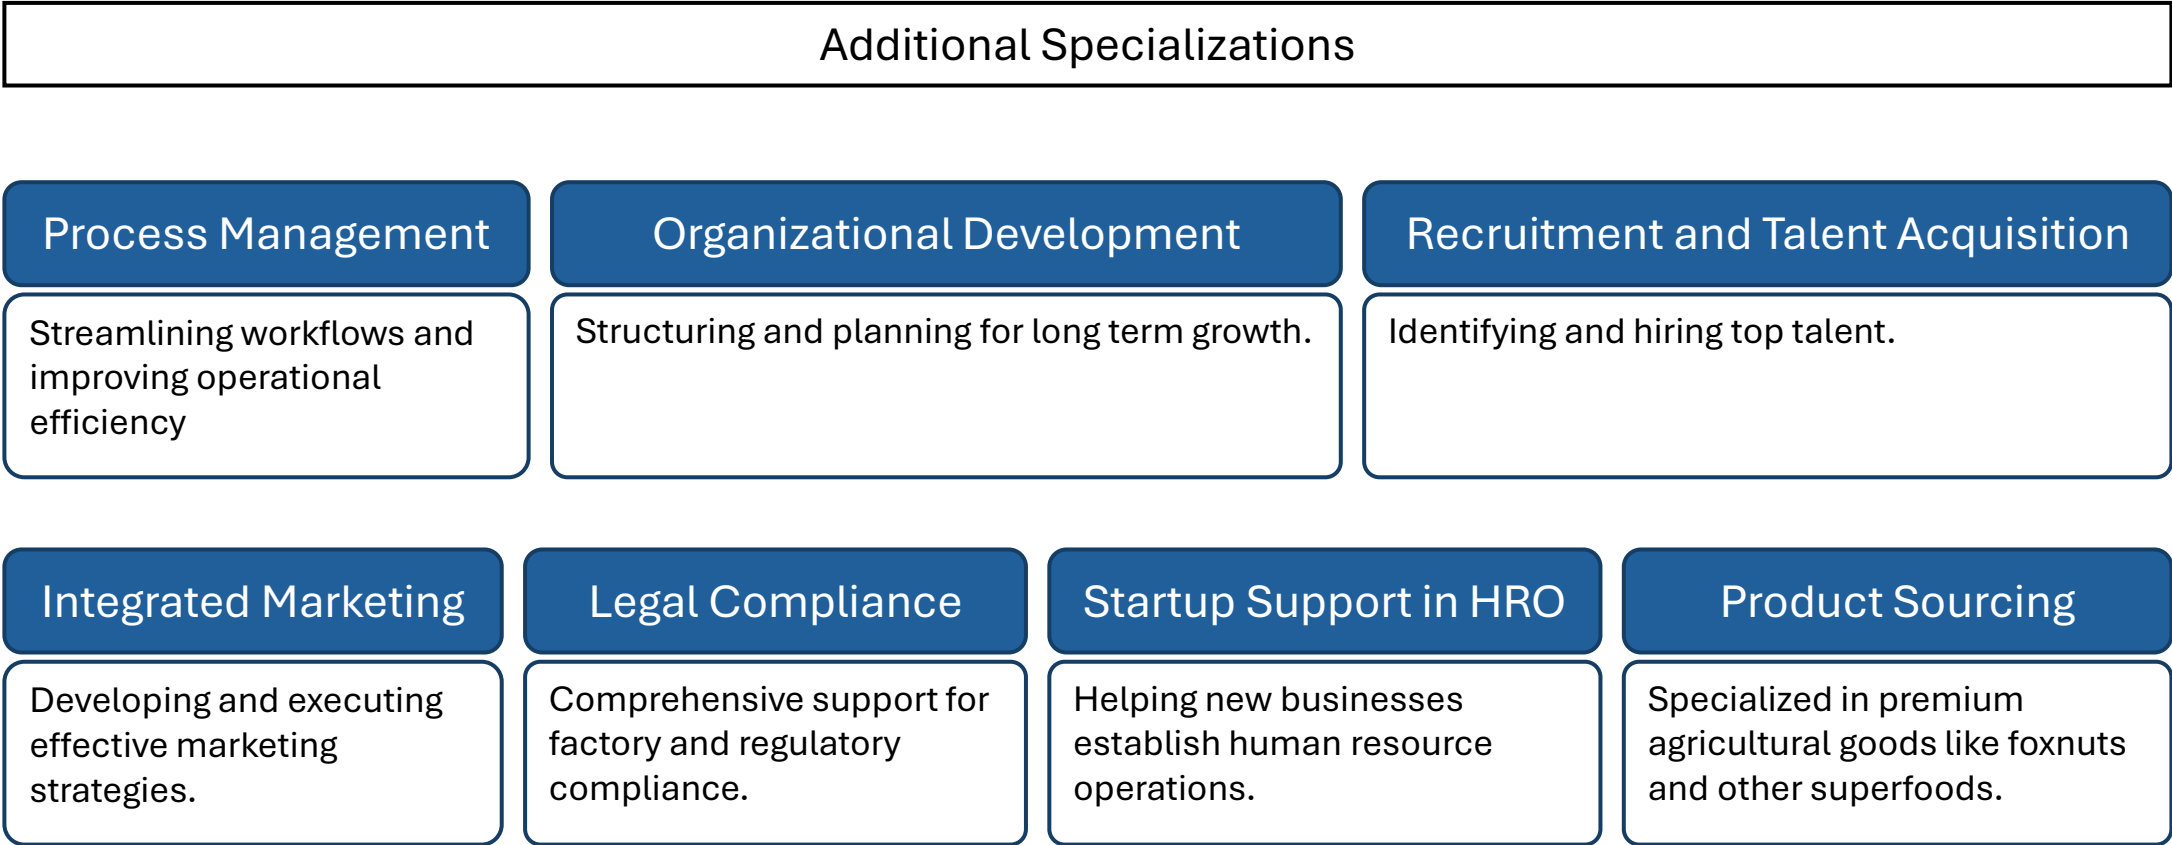 Additional Specializations
Process Management
Organizational Development
Recruitment and Talent Acquisition
Streamlining workflows and
improving operational
efficiency
Structuring and planning for long term growth.
Identifying and hiring top talent.
Integrated Marketing
Legal Compliance
Startup Support in HRO
Product Sourcing
Developing and executing
effective marketing
strategies.
Comprehensive support for
factory and regulatory
compliance.
Helping new businesses
establish human resource
operations.
Specialized in premium
agricultural goods like foxnuts
and other superfoods.